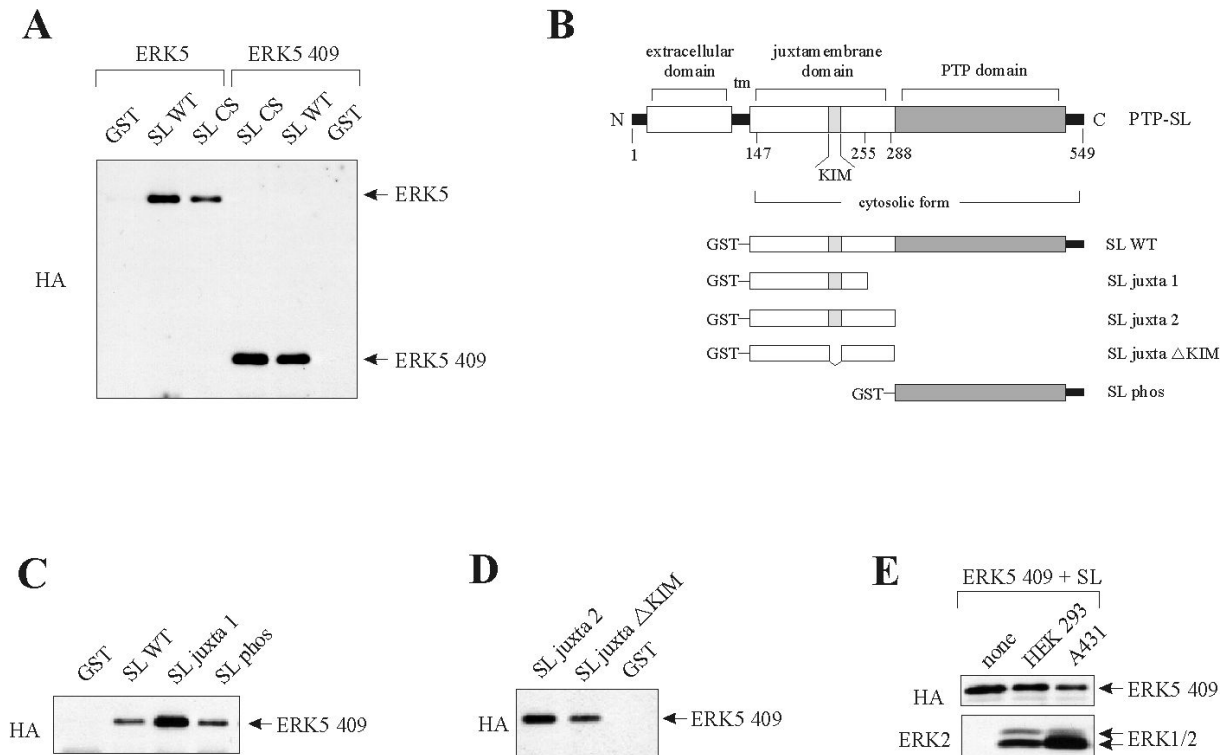 A
ERK5 ERK5 409
GST SL WT SL CS SL CS SL WT GST
HA
ERK5
ERK5 409
B
extracellular domain
tm
juxtamembrane domain
PTP domain
N C PTP-SL
1 147 255 288 549
KIM
cytosolic form
GST SL WT
GST SL juxta 1
GST SL juxta 2
GST SL juxta △KIM
GST SL phos
C
GST SL WT SL juxta 1 SL phos
HA ERK5 409
D
SL juxta 2 SL juxta △KIM GST
HA ERK5 409
E
ERK5 409 + SL
none HEK 293 A431
HA ERK5 409
ERK2 ERK1/2